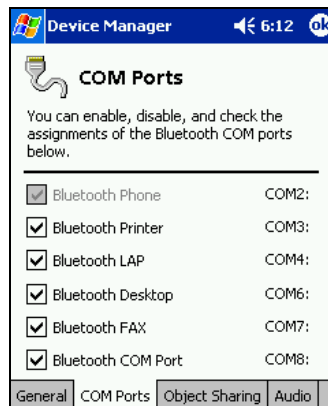 Device Manager 6:12 ok
COM Ports
You can enable, disable, and check the
assignments of the Bluetooth COM ports
below.
Bluetooth Phone COM2:
Bluetooth Printer COM3:
Bluetooth LAP COM4:
Bluetooth Desktop COM6:
Bluetooth FAX COM7:
Bluetooth COM Port COM8:
General COM Ports Object Sharing Audio